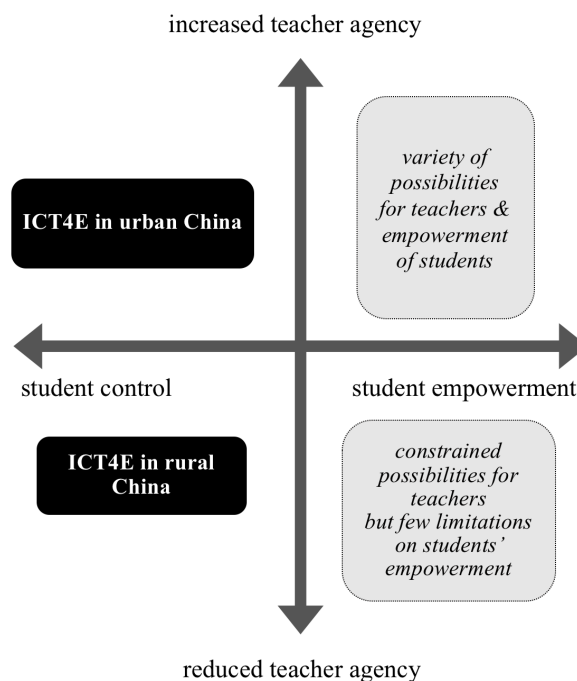 increased teacher agency
ICT4E in urban China
variety of
possibilities
for teachers &
empowerment
of students
student control
student empowerment
ICT4E in rural
China
constrained
possibilities for
teachers
but few limitations
on students’
empowerment
reduced teacher agency